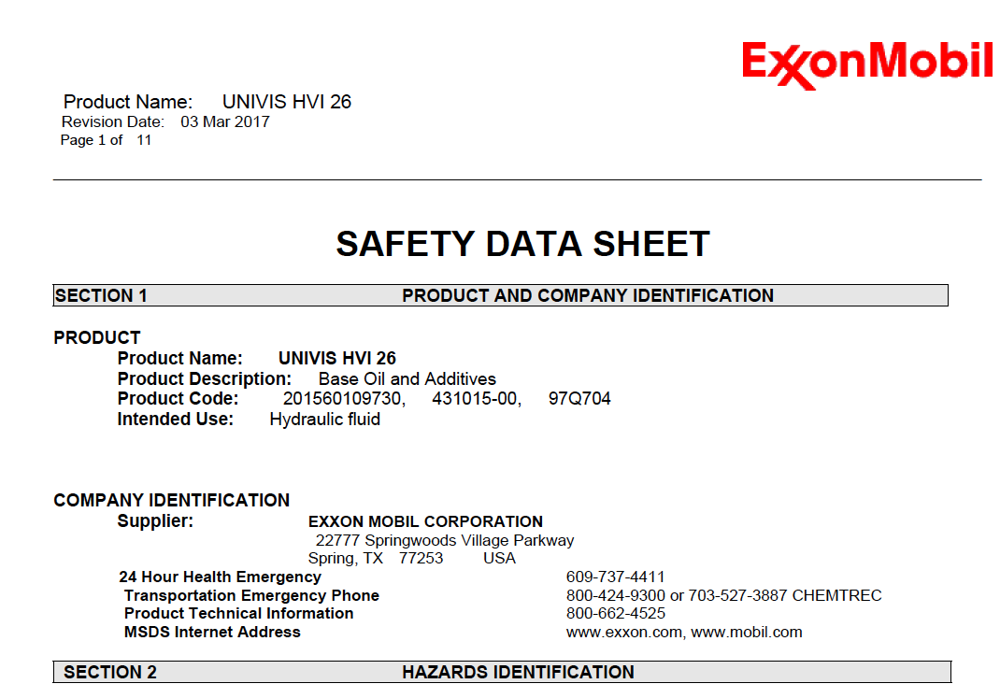 ExxonMobil
Product Name: UNIVIS HVI 26
Revision Date: 03 Mar 2017
Page 1 of 11
SAFETY DATA SHEET
SECTION 1 PRODUCT AND COMPANY IDENTIFICATION
PRODUCT
Product Name: UNIVIS HVI 26
Product Description: Base Oil and Additives
Product Code: 201560109730, 431015-00, 97Q704
Intended Use: Hydraulic fluid
COMPANY IDENTIFICATION
Supplier: EXXON MOBIL CORPORATION
22777 Springwoods Village Parkway
Spring, TX 77253 USA
24 Hour Health Emergency 609-737-4411
Transportation Emergency Phone 800-424-9300 or 703-527-3887 CHEMTREC
Product Technical Information 800-662-4525
MSDS Internet Address www.exxon.com, www.mobil.com
SECTION 2 HAZARDS IDENTIFICATION